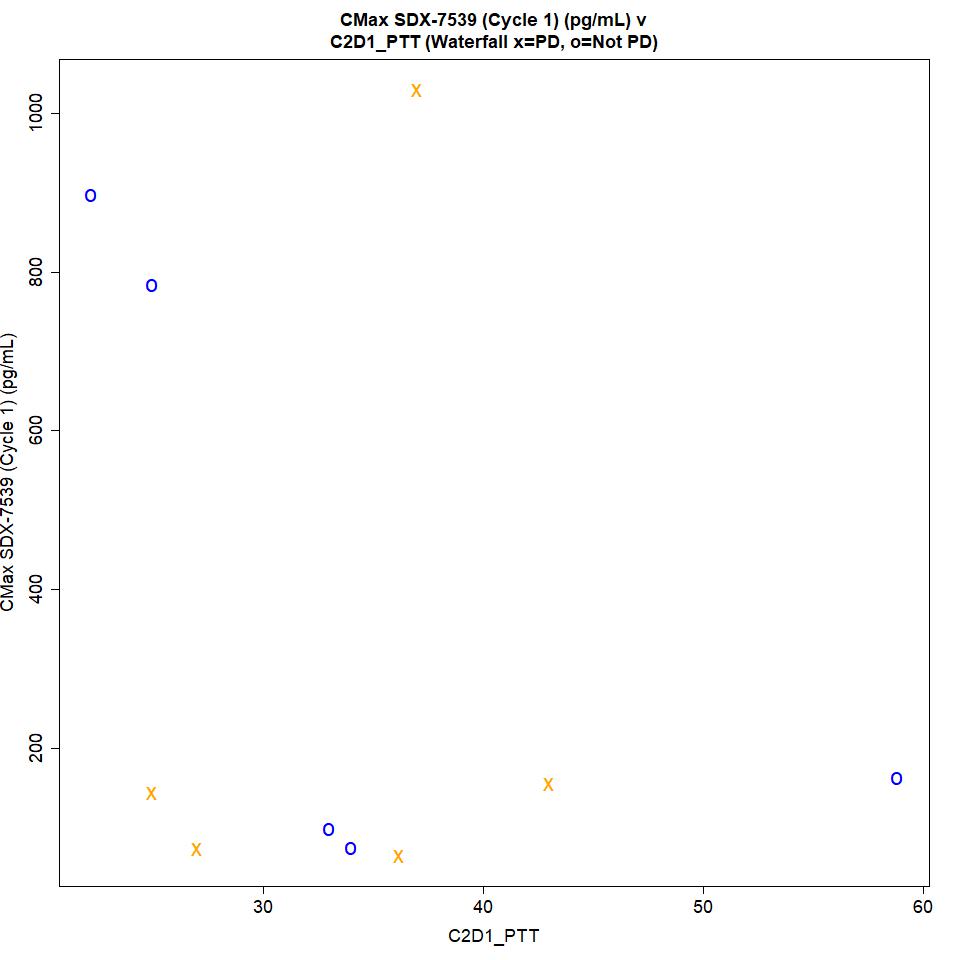 CMax SDX-7539 (Cycle 1) (pg/mL) v
C2D1_PTT (Waterfall x=PD, o=Not PD)
CMax SDX-7539 (Cycle 1) (pg/mL)
1000
800
600
400
200
X
O
O
X
X
O
O
O
X
X
30
40
50
60
C2D1_PTT